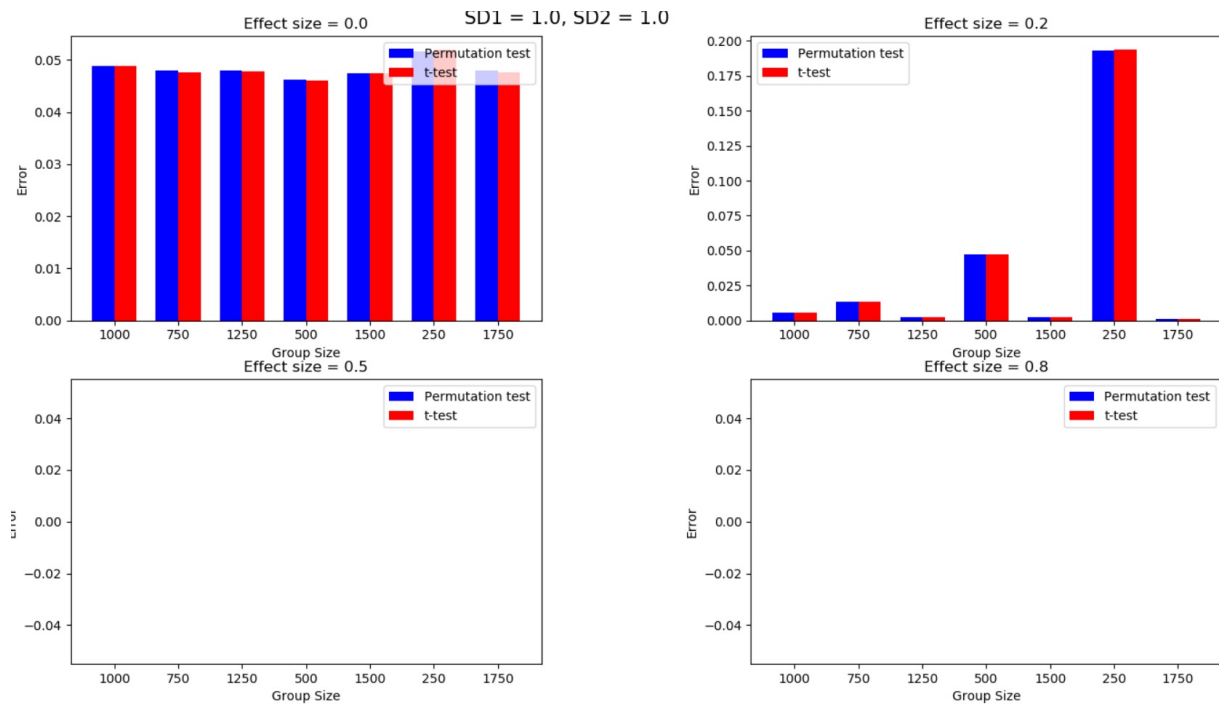 SD1 = 1.0, SD2 = 1.0
Effect size = 0.0
Permutation test
t-test
0.05
0.04
0.03
0.02
0.01
0.00
Error
1000 750 1250 500 1500 250 1750
Group Size
Effect size = 0.2
Permutation test
t-test
0.200
0.175
0.150
0.125
0.100
0.075
0.050
0.025
0.000
Error
1000 750 1250 500 1500 250 1750
Group Size
Effect size = 0.5
Permutation test
t-test
0.04
0.02
0.00
−0.02
−0.04
Error
1000 750 1250 500 1500 250 1750
Group Size
Effect size = 0.8
Permutation test
t-test
0.04
0.02
0.00
−0.02
−0.04
Error
1000 750 1250 500 1500 250 1750
Group Size